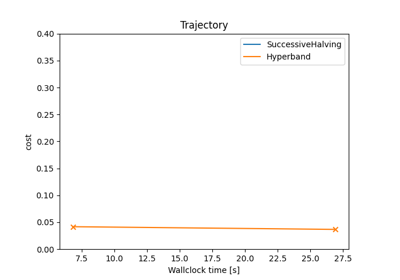 Trajectory
SuccessiveHalving
Hyperband
cost
0.40
0.35
0.30
0.25
0.20
0.15
0.10
0.05
0.00
7.5 10.0 12.5 15.0 17.5 20.0 22.5 25.0 27.5
Wallclock time [s]